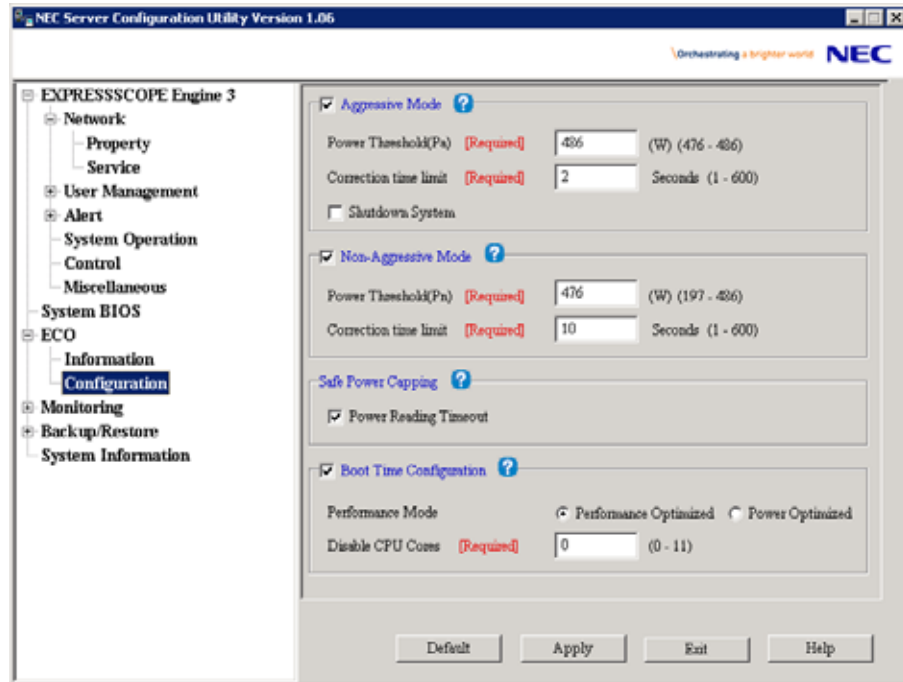 NEC Server Configuration Utility Version 1.06
\Orchestrating a brighter world NEC
EXPRESSSCOPE Engine 3
Network
Property
Service
User Management
Alert
System Operation
Control
Miscellaneous
System BIOS
ECO
Information
Configuration
Monitoring
Backup/Restore
System Information
Aggressive Mode ?
Power Threshold(Pa) [Required] 486 (W) (476 - 486)
Correction time limit [Required] 2 Seconds (1 - 600)
Shutdown System
Non-Aggressive Mode ?
Power Threshold(Pn) [Required] 476 (W) (197 - 486)
Correction time limit [Required] 10 Seconds (1 - 600)
Safe Power Capping ?
Power Reading Timeout
Boot Time Configuration ?
Performance Mode Performance Optimized Power Optimized
Disable CPU Cores [Required] 0 (0 - 11)
Default Apply Exit Help